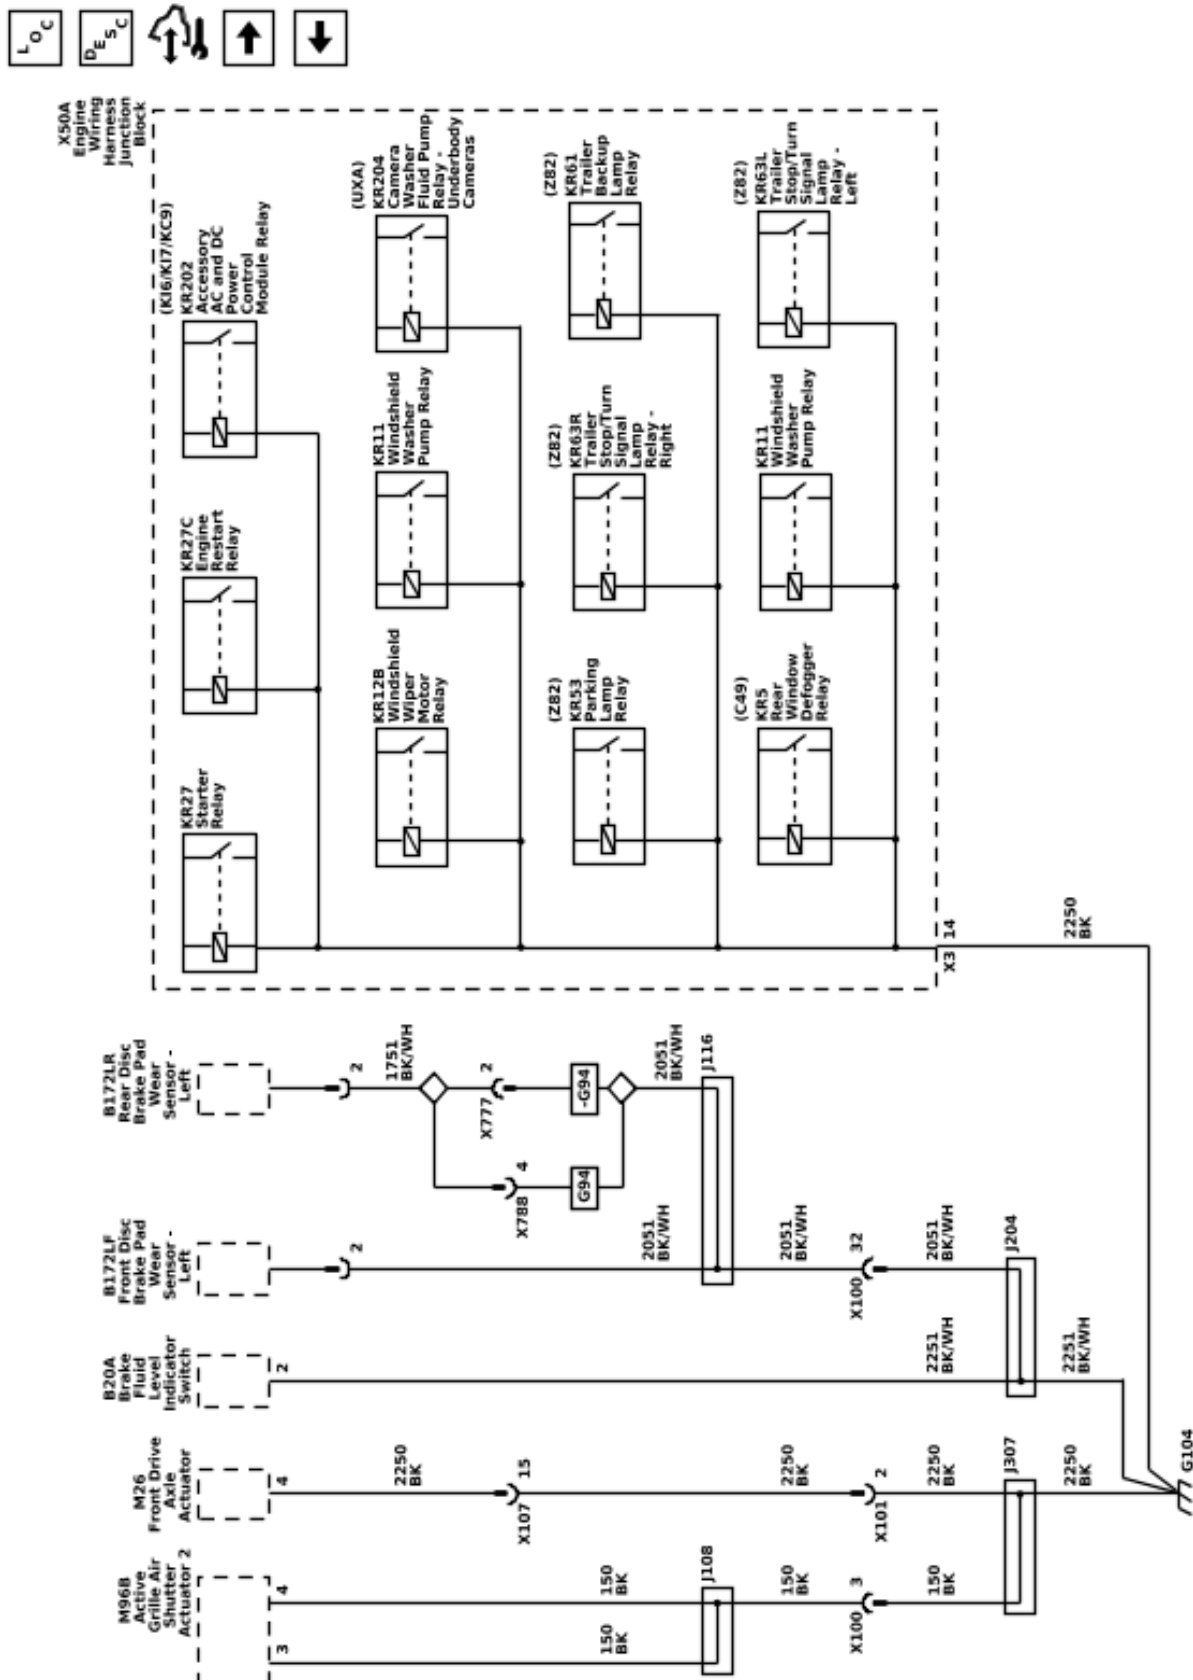 LOC
DESC
X50A
Engine
Wiring
Harness
Junction
Block
(KI6/KI7/KC9)
KR202
Accessory
AC and DC
Power
Control
Module Relay
KR27C
Engine
Restart
Relay
KR27
Starter
Relay
(UXA)
KR204
Camera
Washer
Fluid Pump
Relay -
Underbody
Cameras
KR11
Windshield
Washer
Pump Relay
KR12B
Windshield
Wiper
Motor
Relay
(Z82)
KR61
Trailer
Backup
Lamp
Relay
(Z82)
KR63R
Trailer
Stop/Turn
Signal
Lamp
Relay -
Right
(Z82)
KR53
Parking
Lamp
Relay
(Z82)
KR63L
Trailer
Stop/Turn
Signal
Lamp
Relay -
Left
KR11
Windshield
Washer
Pump Relay
(C49)
KR5
Rear
Window
Defogger
Relay
14
X3
2250
BK
B172LR
Rear Disc
Brake Pad
Wear
Sensor -
Left
2
1751
BK/WH
2
X777
-G94
4
X788
G94
2051
BK/WH
J116
B172LF
Front Disc
Brake Pad
Wear
Sensor -
Left
2
2051
BK/WH
2051
BK/WH
32
X100
2051
BK/WH
J204
B20A
Brake
Fluid
Level
Indicator
Switch
2
2251
BK/WH
2251
BK/WH
M26
Front Drive
Axle
Actuator
4
2250
BK
15
X107
2250
BK
2
X101
2250
BK
J307
2250
BK
G104
M96B
Active
Grille Air
Shutter
Actuator 2
4
3
150
BK
150
BK
J108
150
BK
3
X100
150
BK